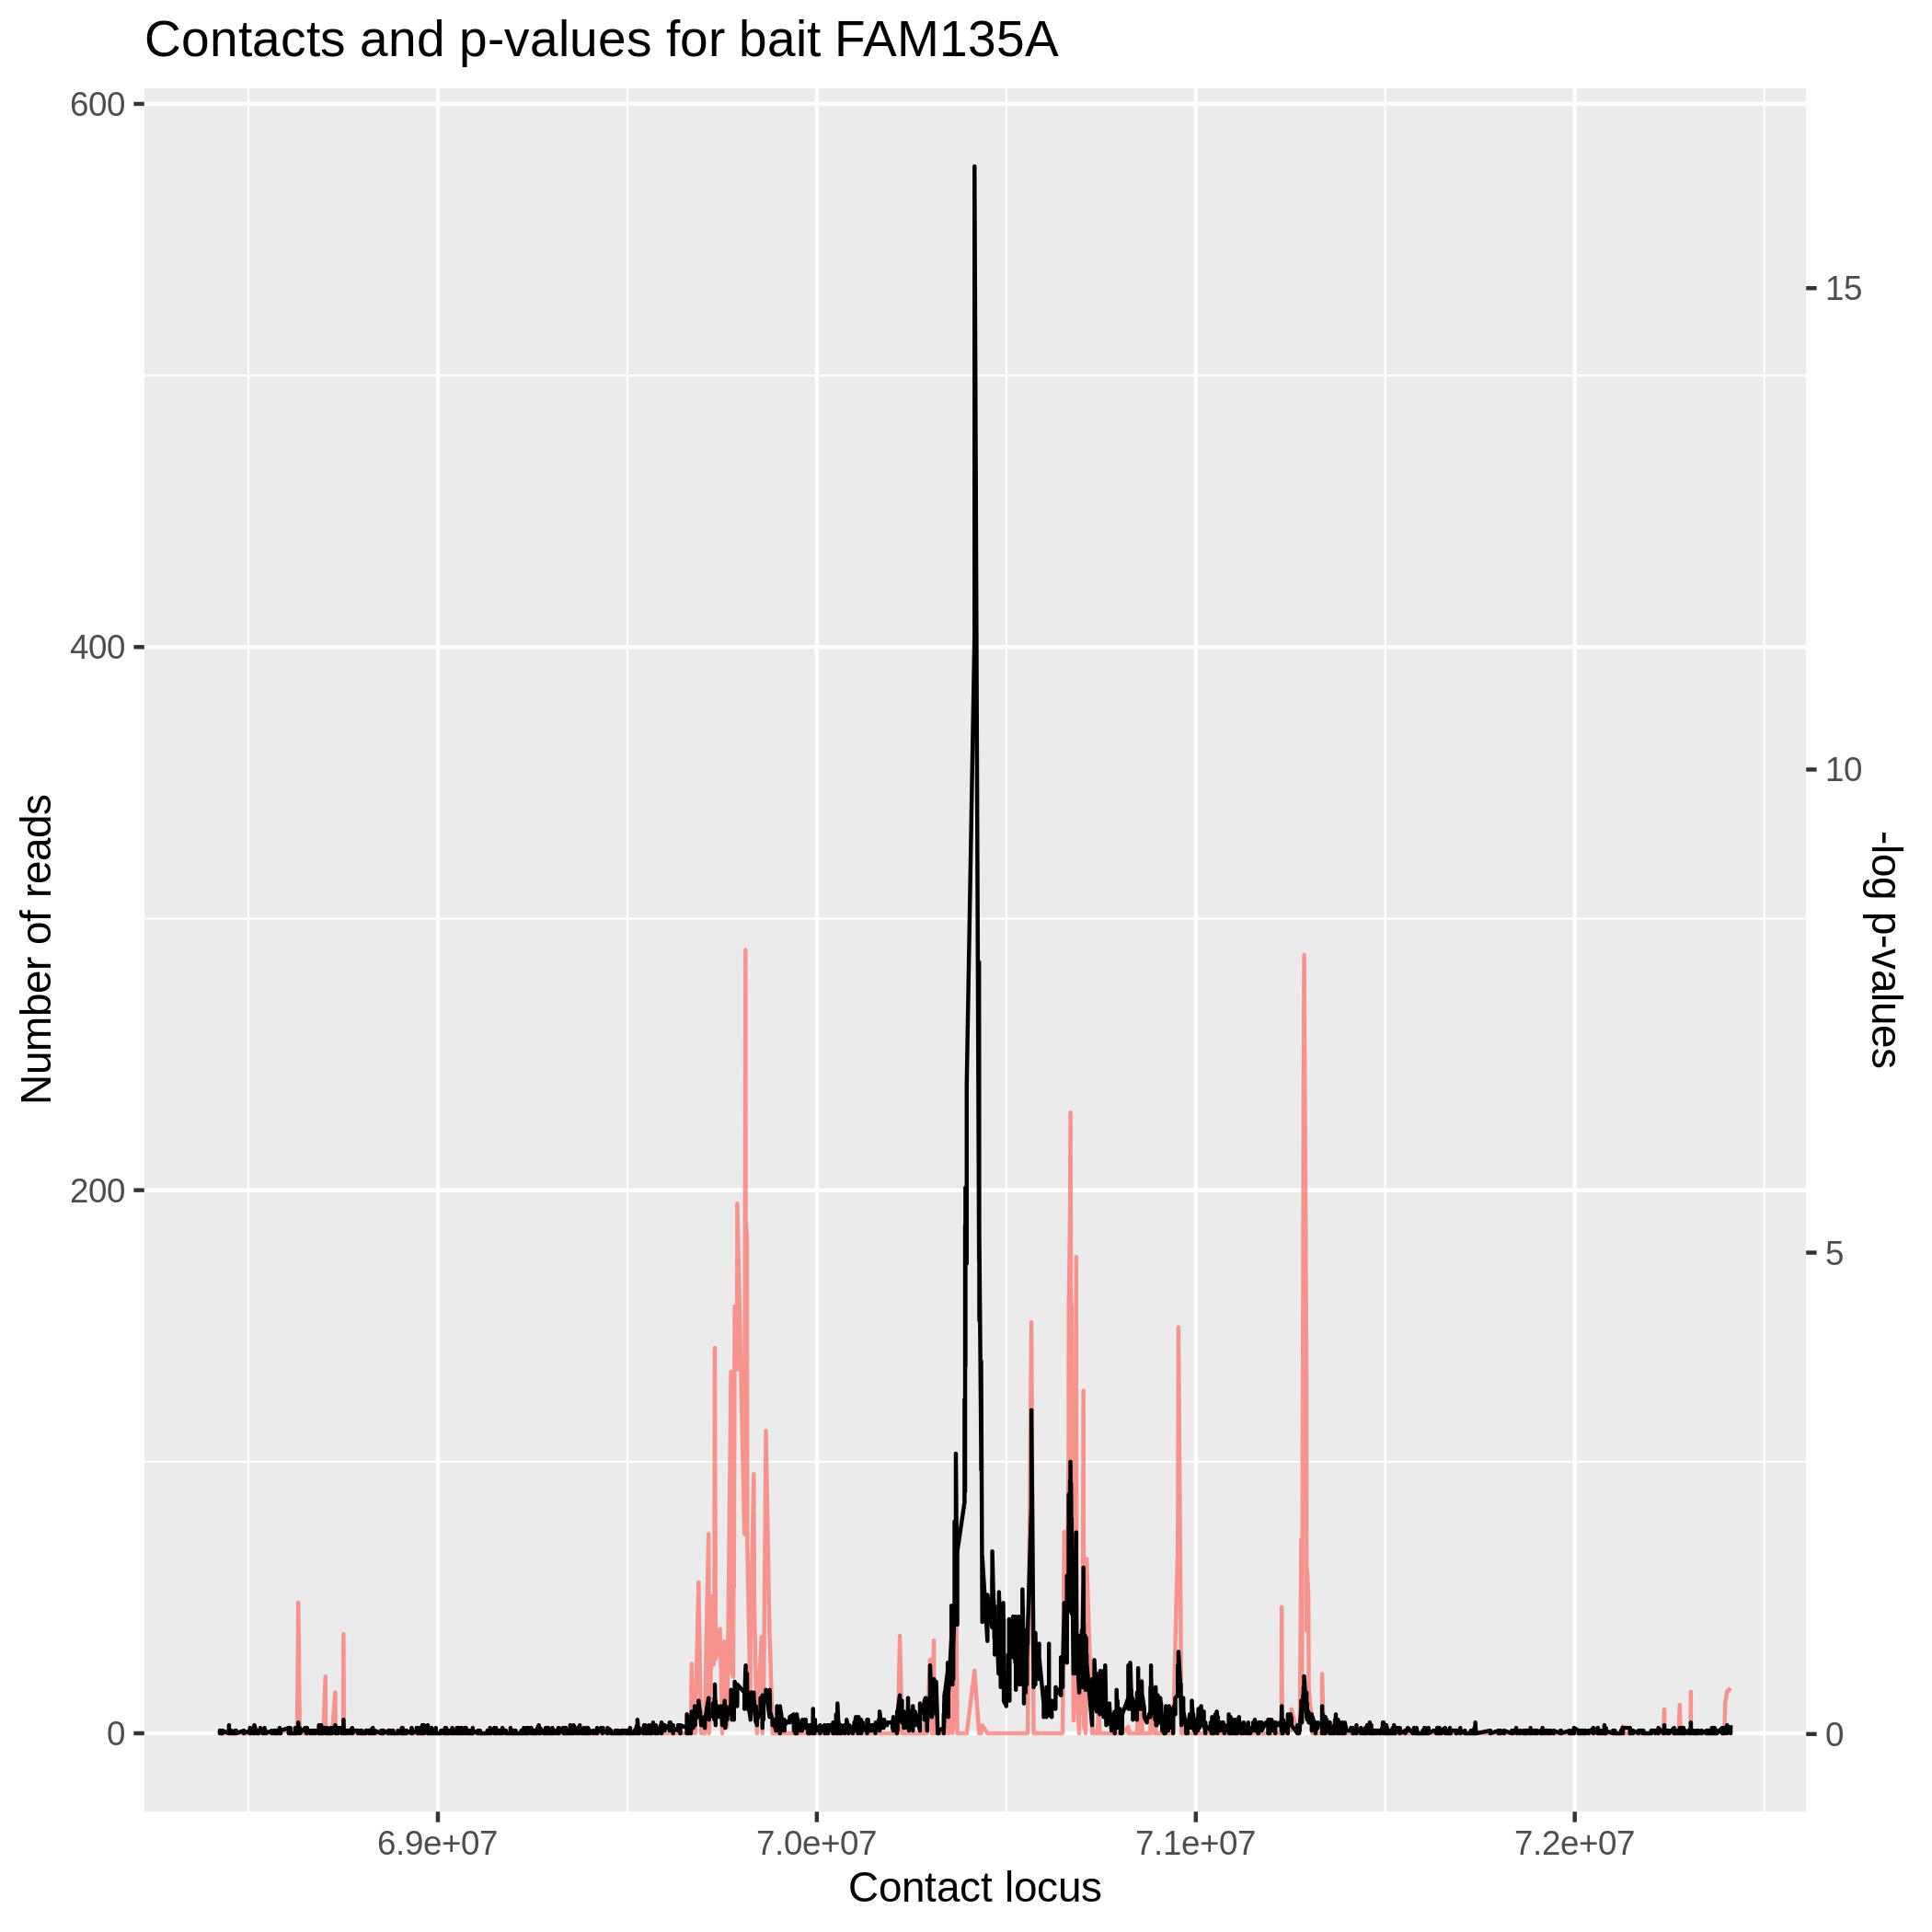 Contacts and p-values for bait FAM135A
600
400
200
0
15
10
5
0
Number of reads
-log p-values
6.9e+07
7.0e+07
7.1e+07
7.2e+07
Contact locus